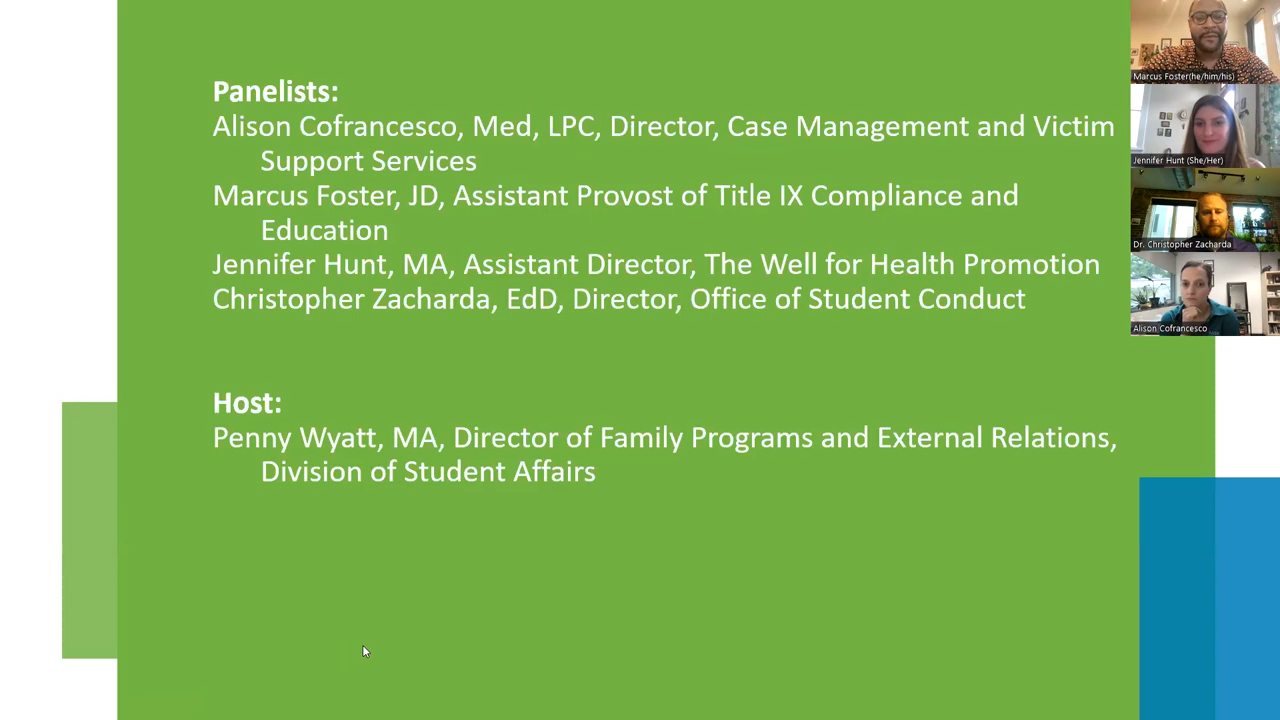 Panelists:
Alison Cofrancesco, Med, LPC, Director, Case Management and Victim
Support Services
Marcus Foster, JD, Assistant Provost of Title IX Compliance and
Education
Jennifer Hunt, MA, Assistant Director, The Well for Health Promotion
Christopher Zacharda, EdD, Director, Office of Student Conduct
Host:
Penny Wyatt, MA, Director of Family Programs and External Relations,
Division of Student Affairs
Marcus Foster(he/him/his)
Jennifer Hunt (She/Her)
Dr. Christopher Zacharda
Alison Cofrancesco